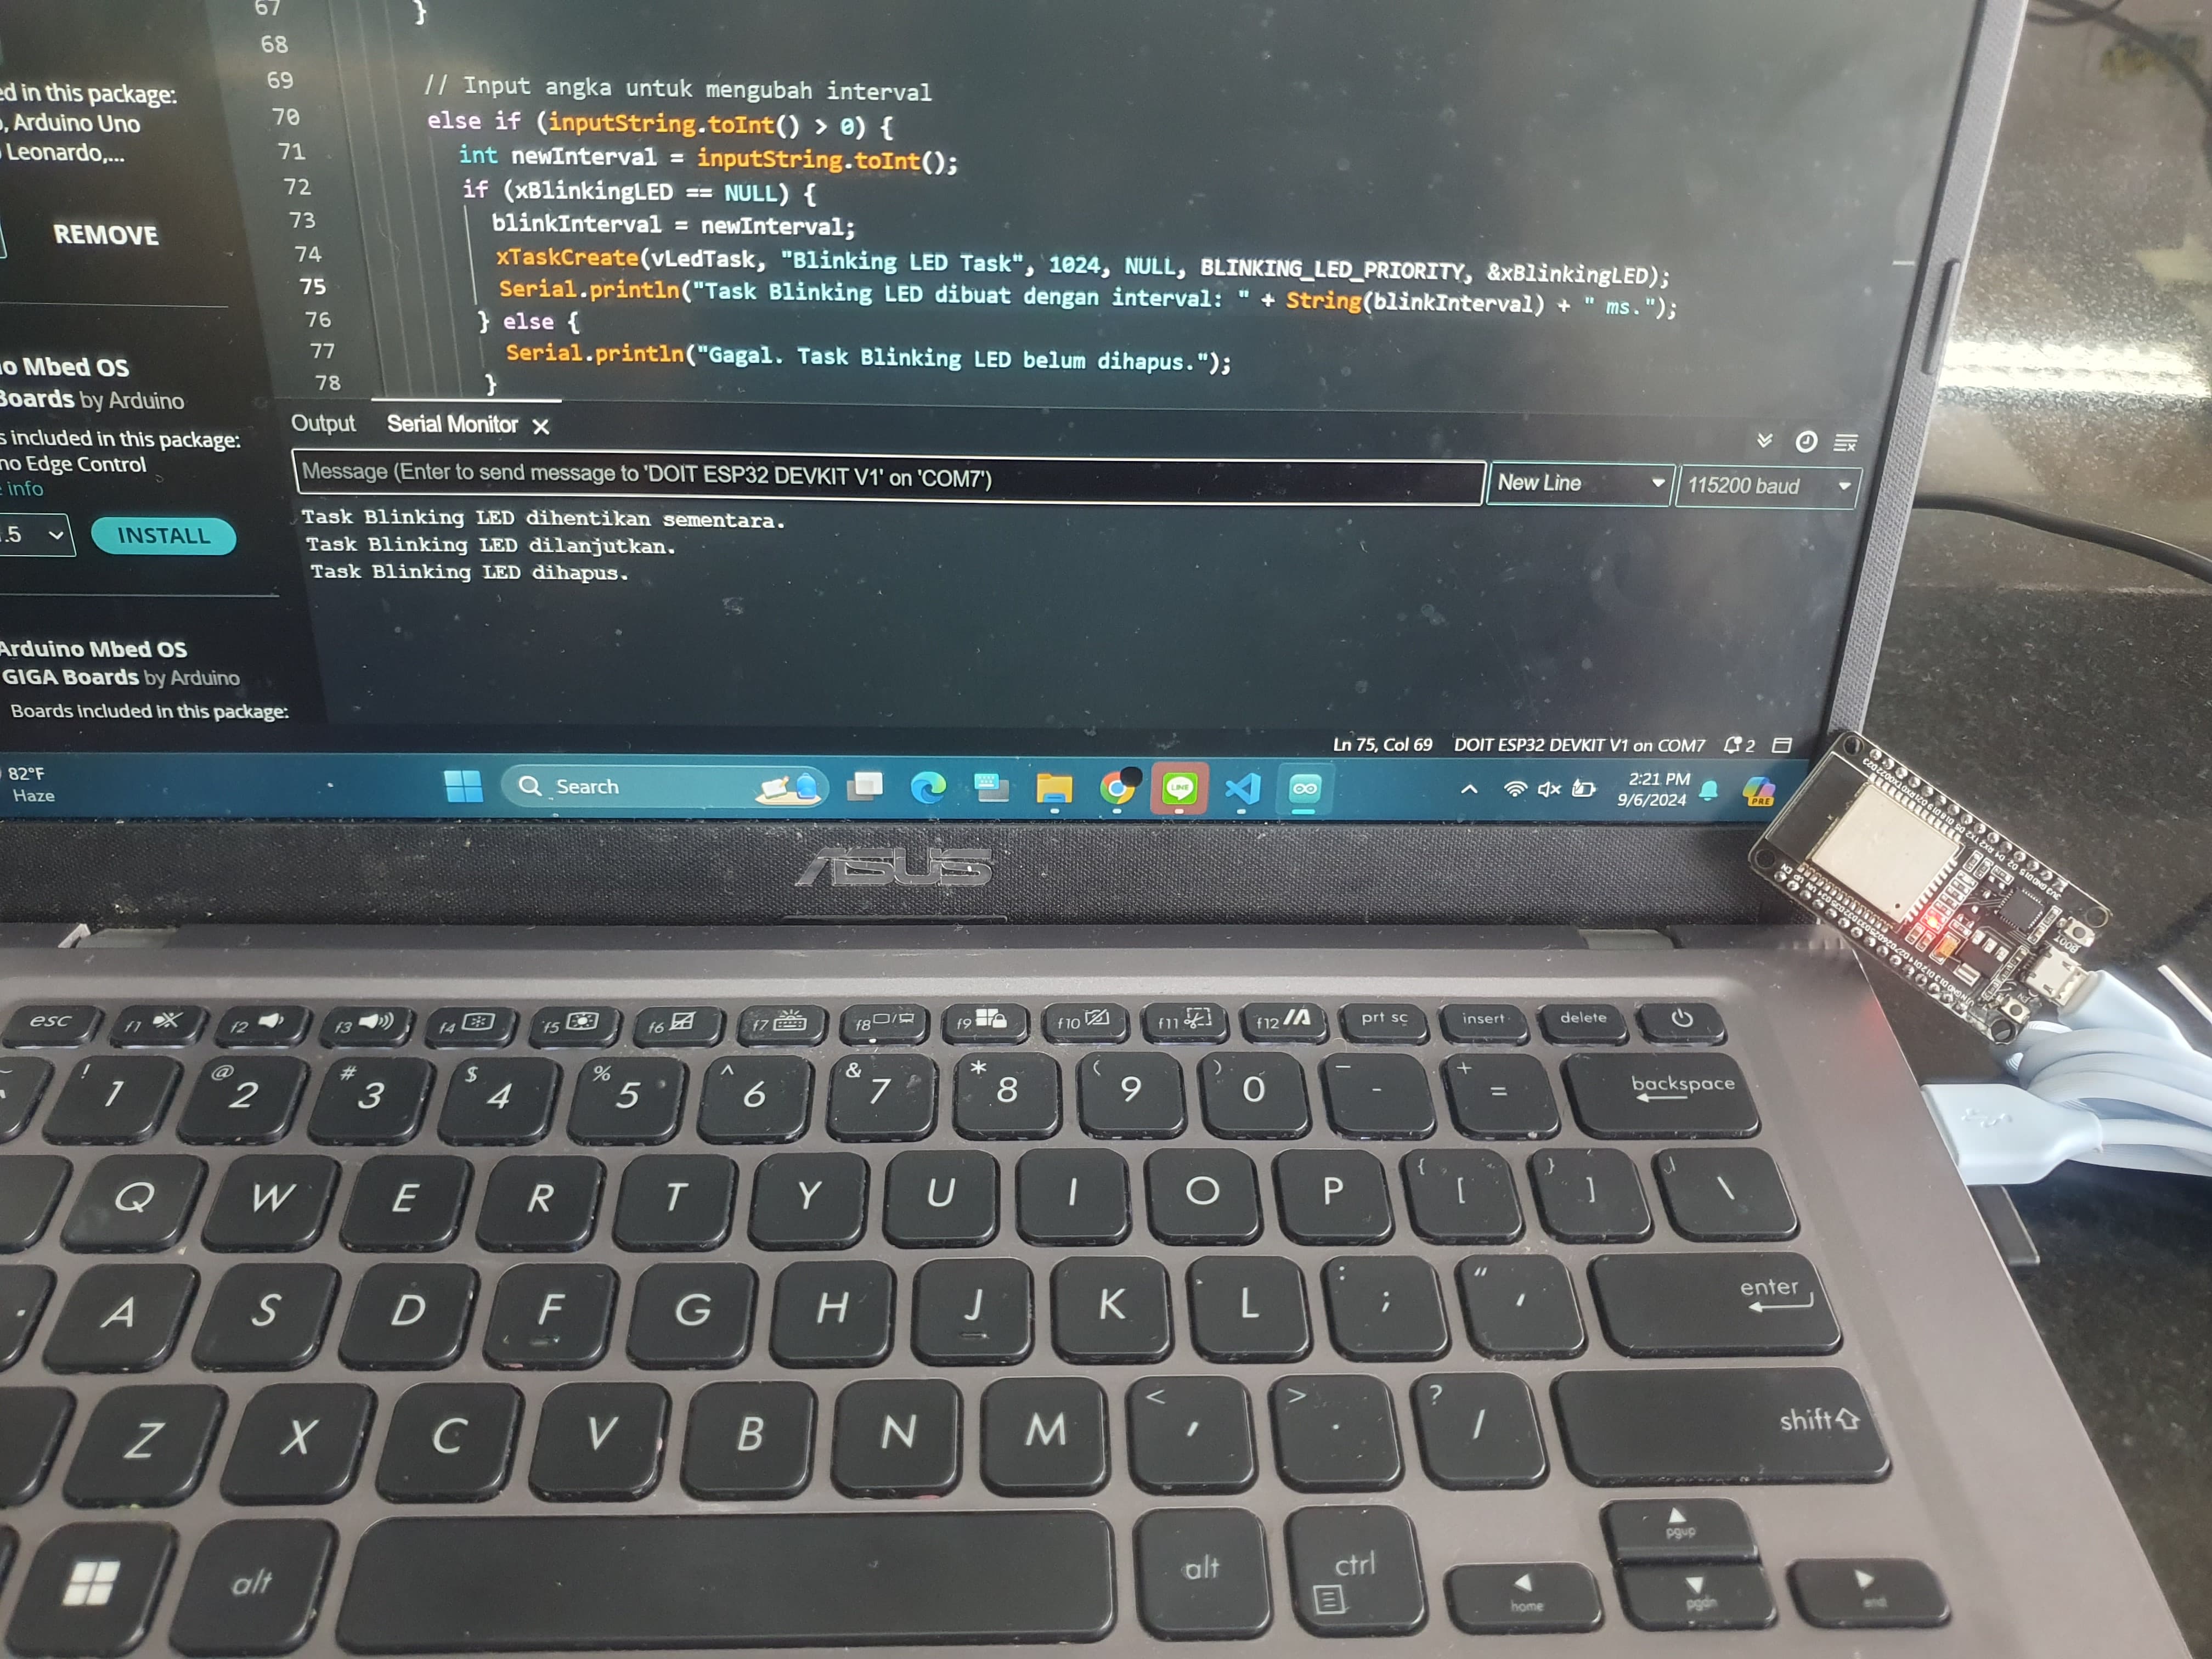 67 }
68
69 // Input angka untuk mengubah interval
70 else if (inputString.toInt() > 0) {
71 int newInterval = inputString.toInt();
72 if (xBlinkingLED == NULL) {
73 blinkInterval = newInterval;
74 xTaskCreate(vLedTask, "Blinking LED Task", 1024, NULL, BLINKING_LED_PRIORITY, &xBlinkingLED);
75 Serial.println("Task Blinking LED dibuat dengan interval: " + String(blinkInterval) + " ms.");
76 } else {
77 Serial.println("Gagal. Task Blinking LED belum dihapus.");
78 }
ed in this package:
, Arduino Uno
Leonardo,...
REMOVE
o Mbed OS
Boards by Arduino
s included in this package:
no Edge Control
info
.5 INSTALL
Arduino Mbed OS
GIGA Boards by Arduino
Boards included in this package:
Output Serial Monitor
Message (Enter to send message to 'DOIT ESP32 DEVKIT V1' on 'COM7')
New Line 115200 baud
Task Blinking LED dihentikan sementara.
Task Blinking LED dilanjutkan.
Task Blinking LED dihapus.
Ln 75, Col 69 DOIT ESP32 DEVKIT V1 on COM7 2
82°F
Haze
Search
LINE
2:21 PM
9/6/2024
PRE
ASUS
BOOT
EN
esc f1 f2 f3 f4 f5 f6 f7 f8 f9 f10 f11 f12 prt sc insert delete
! 1 @ 2 # 3 $ 4 % 5 ^ 6 & 7 * 8 ( 9 ) 0 _ - + = backspace
Q W E R T Y U I O P { [ } ] | \
A S D F G H J K L : ; " ' enter
Z X C V B N M < , > . ? / shift
alt alt ctrl home pgup pgdn end